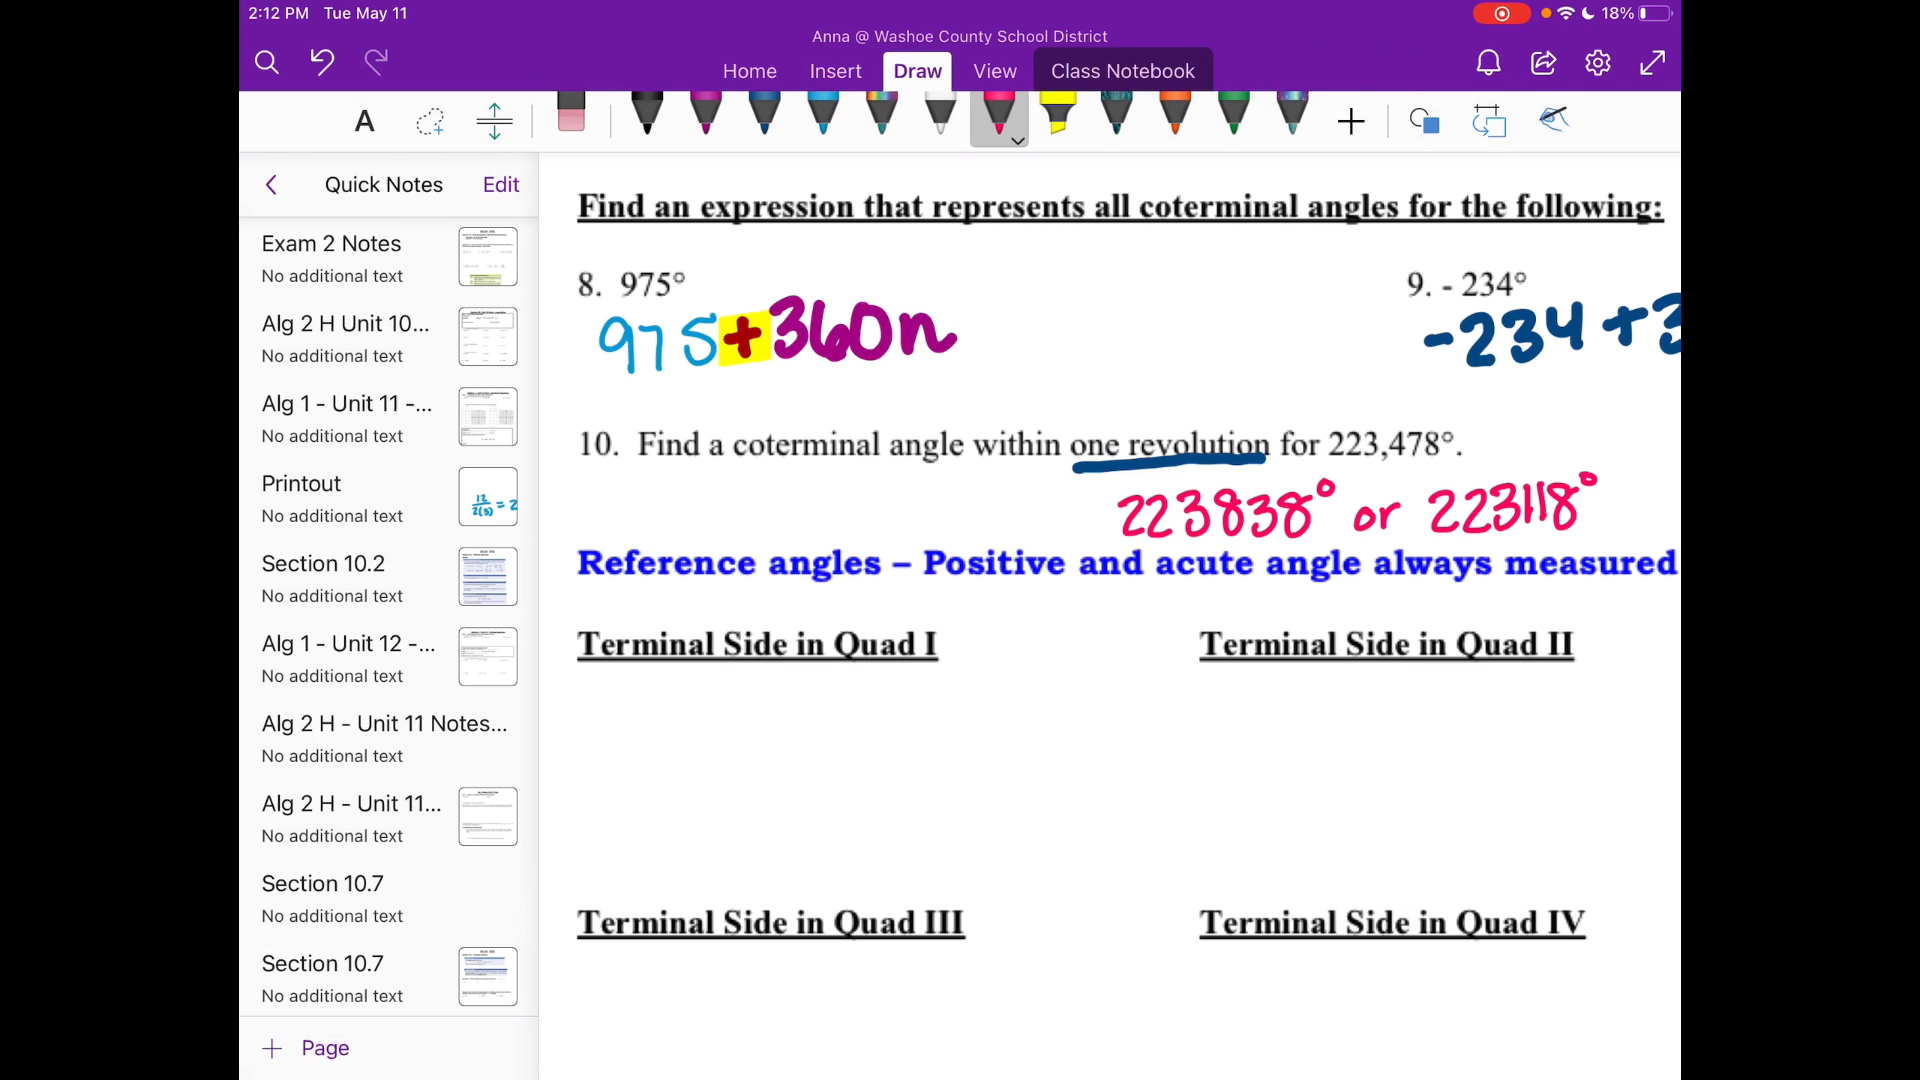 2:12 PM Tue May 11
18%
Anna @ Washoe County School District
Home Insert Draw View Class Notebook
A
Quick Notes Edit
Exam 2 Notes
No additional text
Alg 2 H Unit 10...
No additional text
Alg 1 - Unit 11 -...
No additional text
Printout
No additional text
12
2(5) = 2
Section 10.2
No additional text
Alg 1 - Unit 12 -...
No additional text
Alg 2 H - Unit 11 Notes...
No additional text
Alg 2 H - Unit 11...
No additional text
Section 10.7
No additional text
Section 10.7
No additional text
+ Page
Find an expression that represents all coterminal angles for the following:
8. 975° 9. - 234°
975+360n -234+3
10. Find a coterminal angle within one revolution for 223,478°.
223838° or 223118°
Reference angles – Positive and acute angle always measured
Terminal Side in Quad I Terminal Side in Quad II
Terminal Side in Quad III Terminal Side in Quad IV